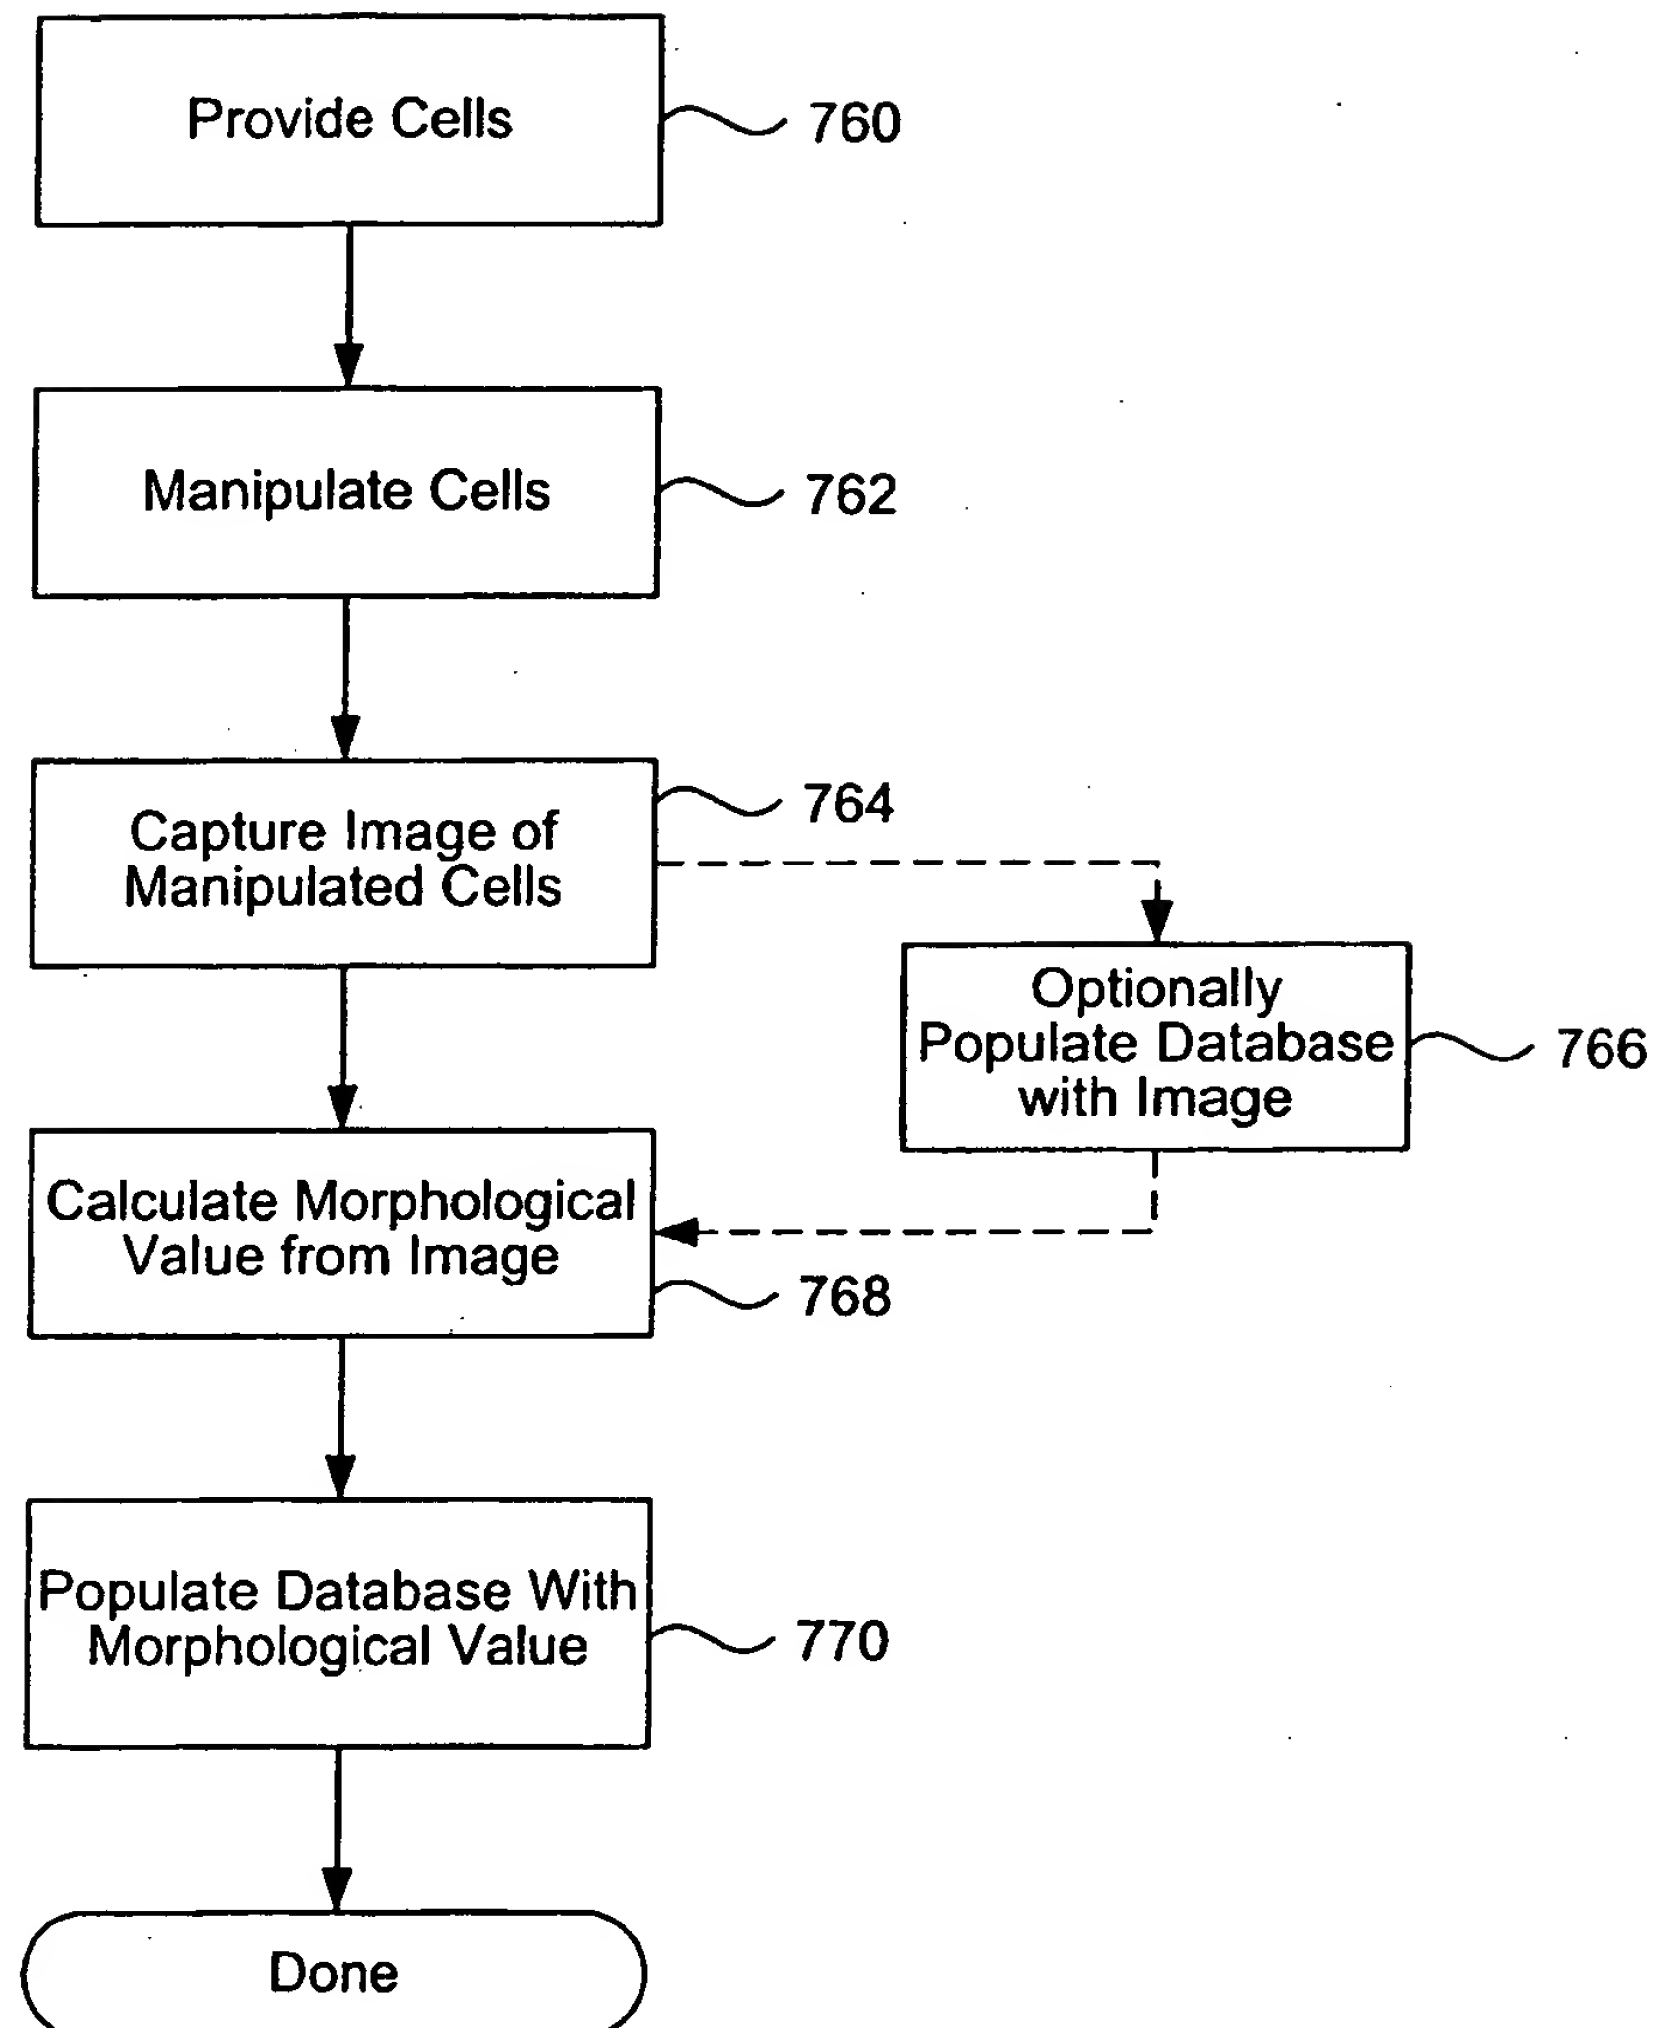 Provide Cells
760
Manipulate Cells
762
Capture Image of
Manipulated Cells
764
Optionally
Populate Database
with Image
766
Calculate Morphological
Value from Image
768
Populate Database With
Morphological Value
770
Done